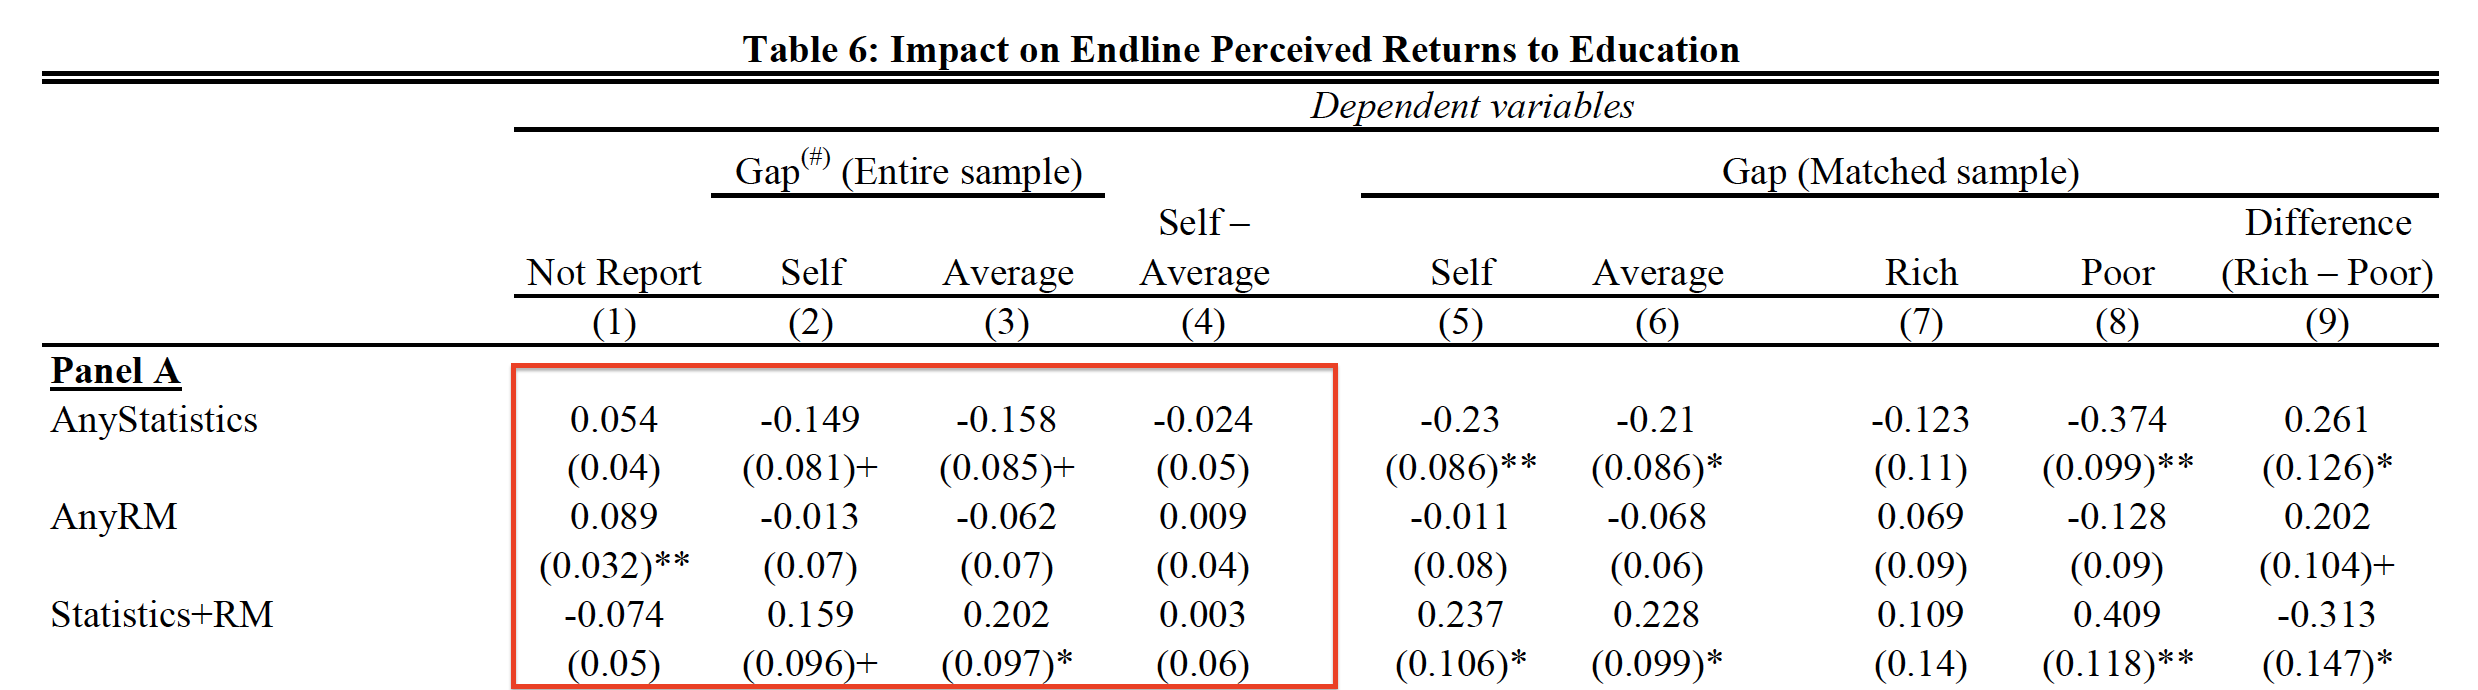 Table 6: Impact on Endline Perceived Returns to Education
Dependent variables
Gap(#) (Entire sample) Gap (Matched sample)
Self – Difference
Not Report Self Average Average Self Average Rich Poor (Rich – Poor)
(1) (2) (3) (4) (5) (6) (7) (8) (9)
Panel A
AnyStatistics 0.054 -0.149 -0.158 -0.024 -0.23 -0.21 -0.123 -0.374 0.261
(0.04) (0.081)+ (0.085)+ (0.05) (0.086)** (0.086)* (0.11) (0.099)** (0.126)*
AnyRM 0.089 -0.013 -0.062 0.009 -0.011 -0.068 0.069 -0.128 0.202
(0.032)** (0.07) (0.07) (0.04) (0.08) (0.06) (0.09) (0.09) (0.104)+
Statistics+RM -0.074 0.159 0.202 0.003 0.237 0.228 0.109 0.409 -0.313
(0.05) (0.096)+ (0.097)* (0.06) (0.106)* (0.099)* (0.14) (0.118)** (0.147)*